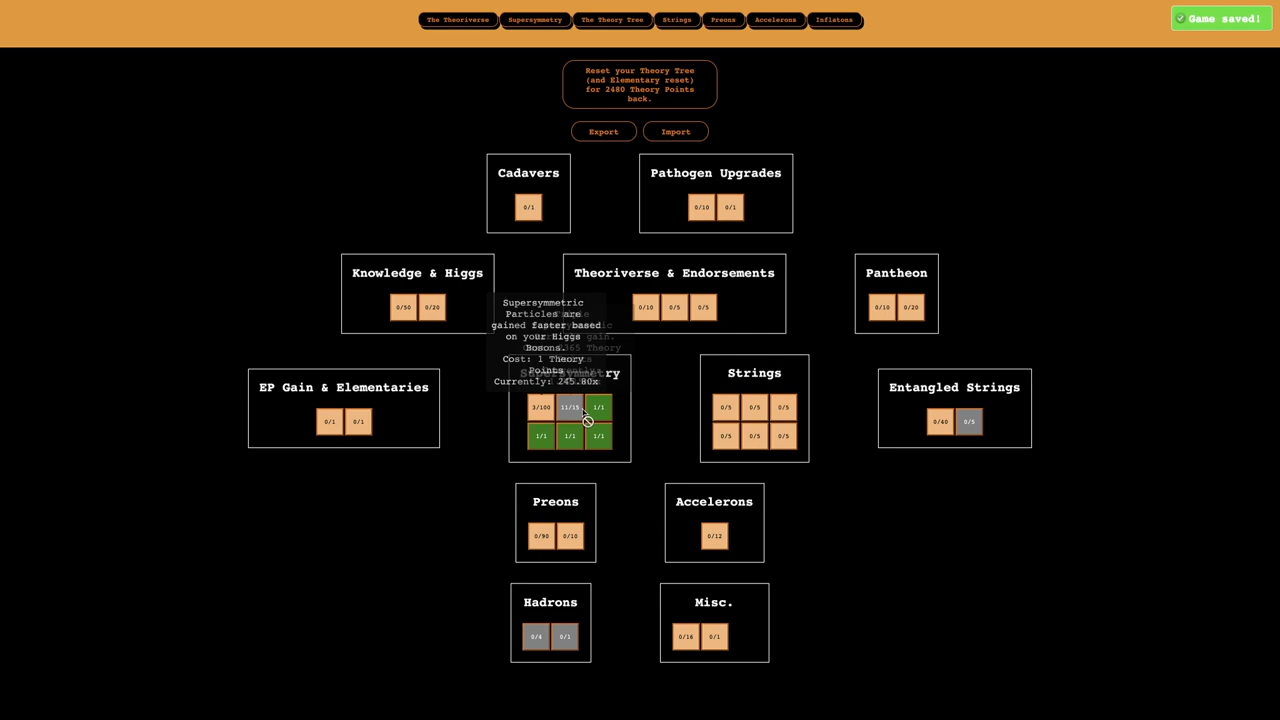 The Theoriverse
Supersymmetry
The Theory Tree
Strings
Preons
Accelerons
Inflatons
Game saved!
Reset your Theory Tree
(and Elementary reset)
for 2480 Theory Points
back.
Export
Import
Cadavers
0/1
Pathogen Upgrades
0/10 0/1
Knowledge & Higgs
0/50 0/20
Theoriverse & Endorsements
0/10 0/5 0/5
Pantheon
0/10 0/20
Supersymmetric
Particles are
gained faster based
on your Higgs
Bosons.
Cost: 1 Theory
Points
Currently: 245.80x
EP Gain & Elementaries
0/1 0/1
Supersymmetry
3/100 11/15 1/1
1/1 1/1 1/1
Strings
0/5 0/5 0/5
0/5 0/5 0/5
Entangled Strings
0/40 0/5
Preons
0/90 0/10
Accelerons
0/12
Hadrons
0/4 0/1
Misc.
0/16 0/1